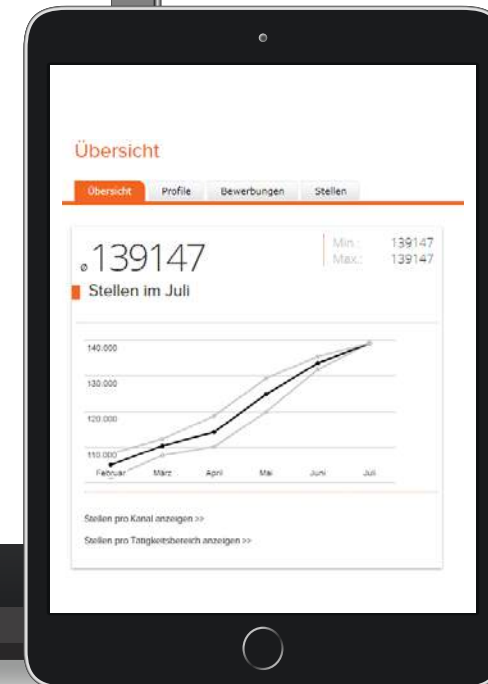 Übersicht
Übersicht Profile Bewerbungen Stellen
ø 139147
Min.: 139147
Max.: 139147
Stellen im Juli
140.000
130.000
120.000
110.000
Februar März April Mai Juni Juli
Stellen pro Kanal anzeigen >>
Stellen pro Tätigkeitsbereich anzeigen >>